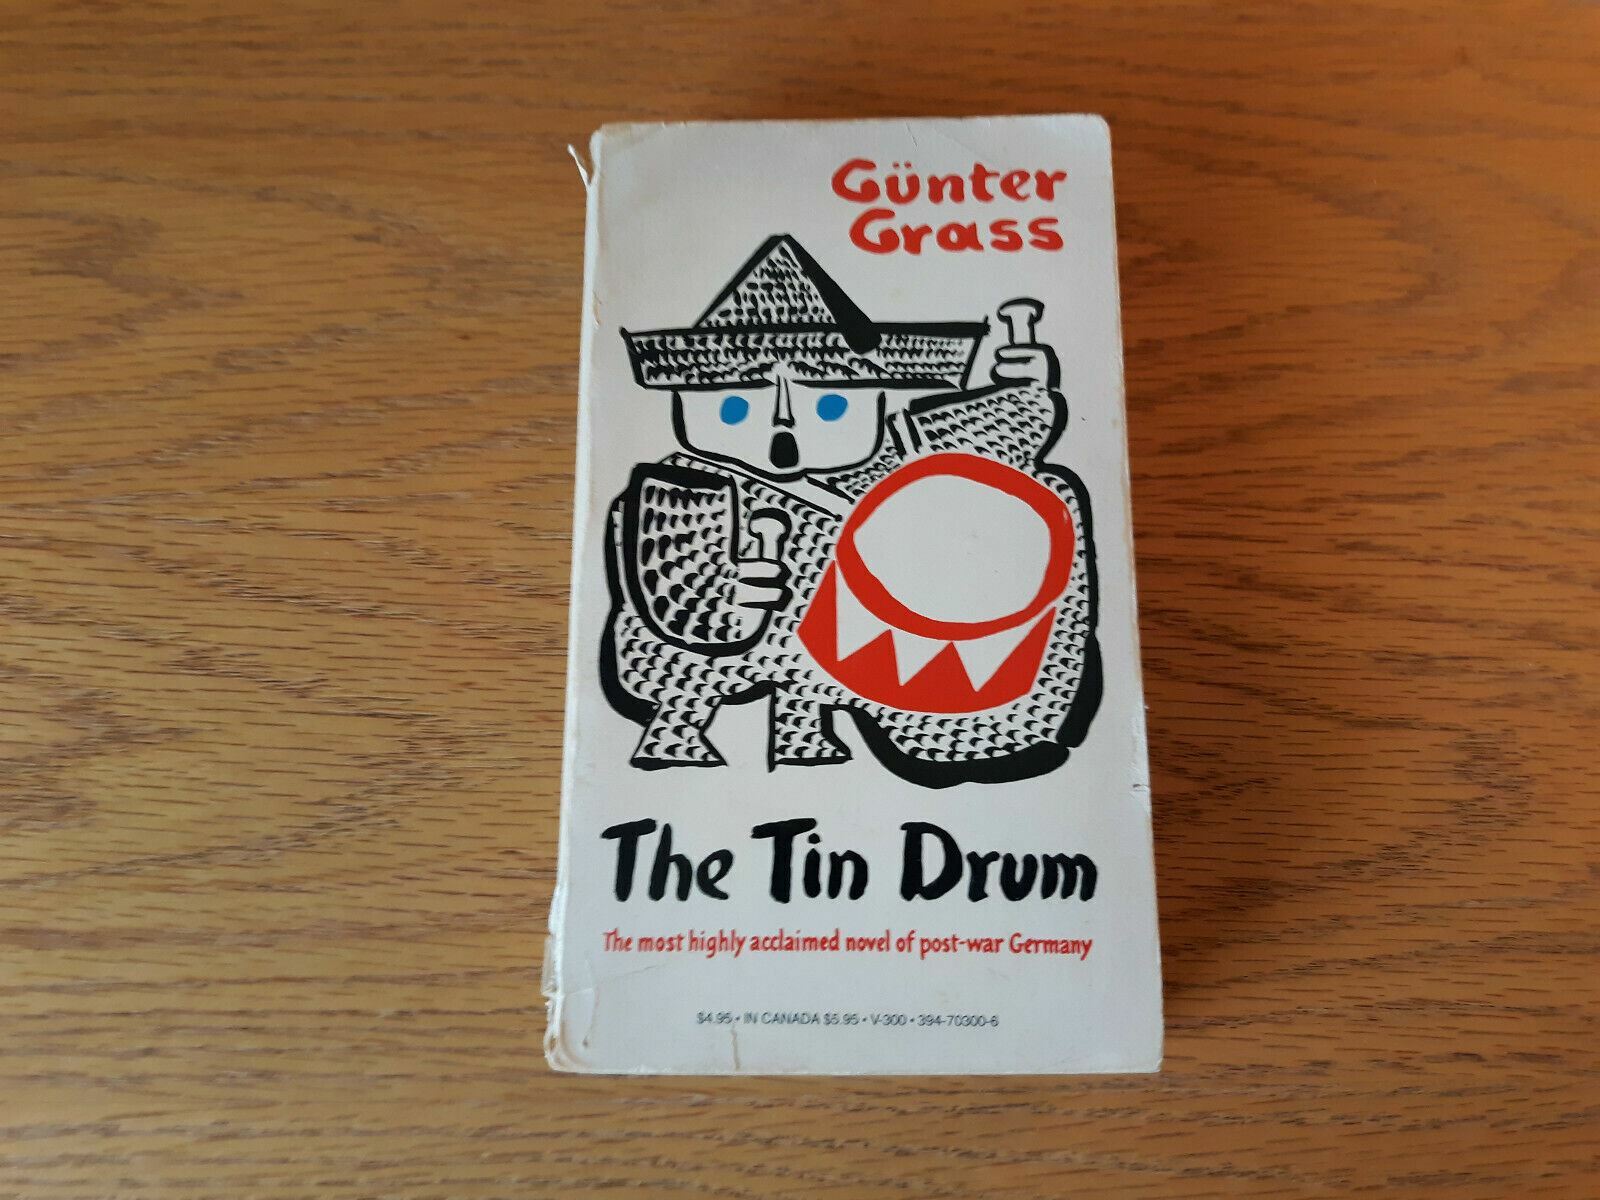 Günter
Grass
The Tin Drum
The most highly acclaimed novel of post-war Germany
$4.95 • IN CANADA $5.95 • V-300 • 394-70300-6